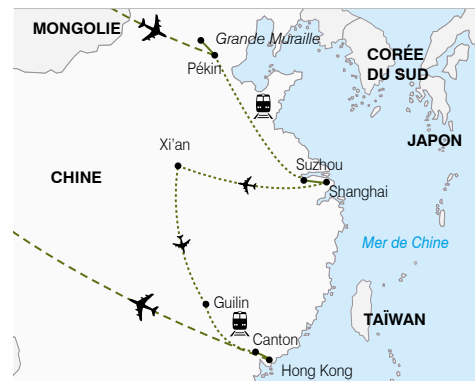 MONGOLIE
Grande Muraille
Pékin
CORÉE
DU SUD
JAPON
Xi'an
Suzhou
Shanghai
CHINE
Mer de Chine
Guilin
TAÏWAN
Canton
Hong Kong